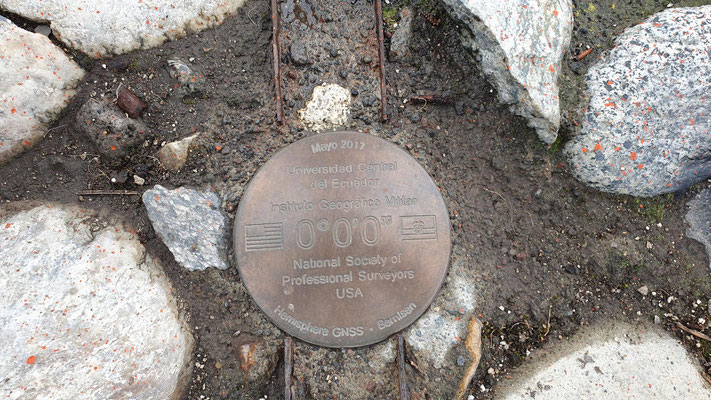 Mayo 2017
Universidad Central
del Ecuador
Instituto Geográfico Militar
0°0'0"
National Society of
Professional Surveyors
USA
Hemisphere GNSS - Berntsen